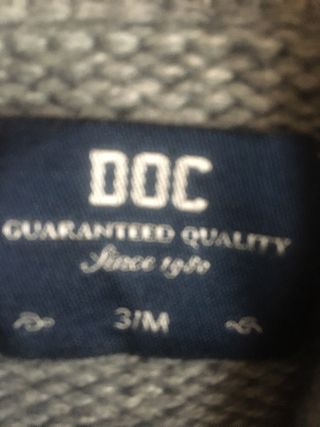 DOC
GUARANTEED QUALITY
Since 1980
3/M